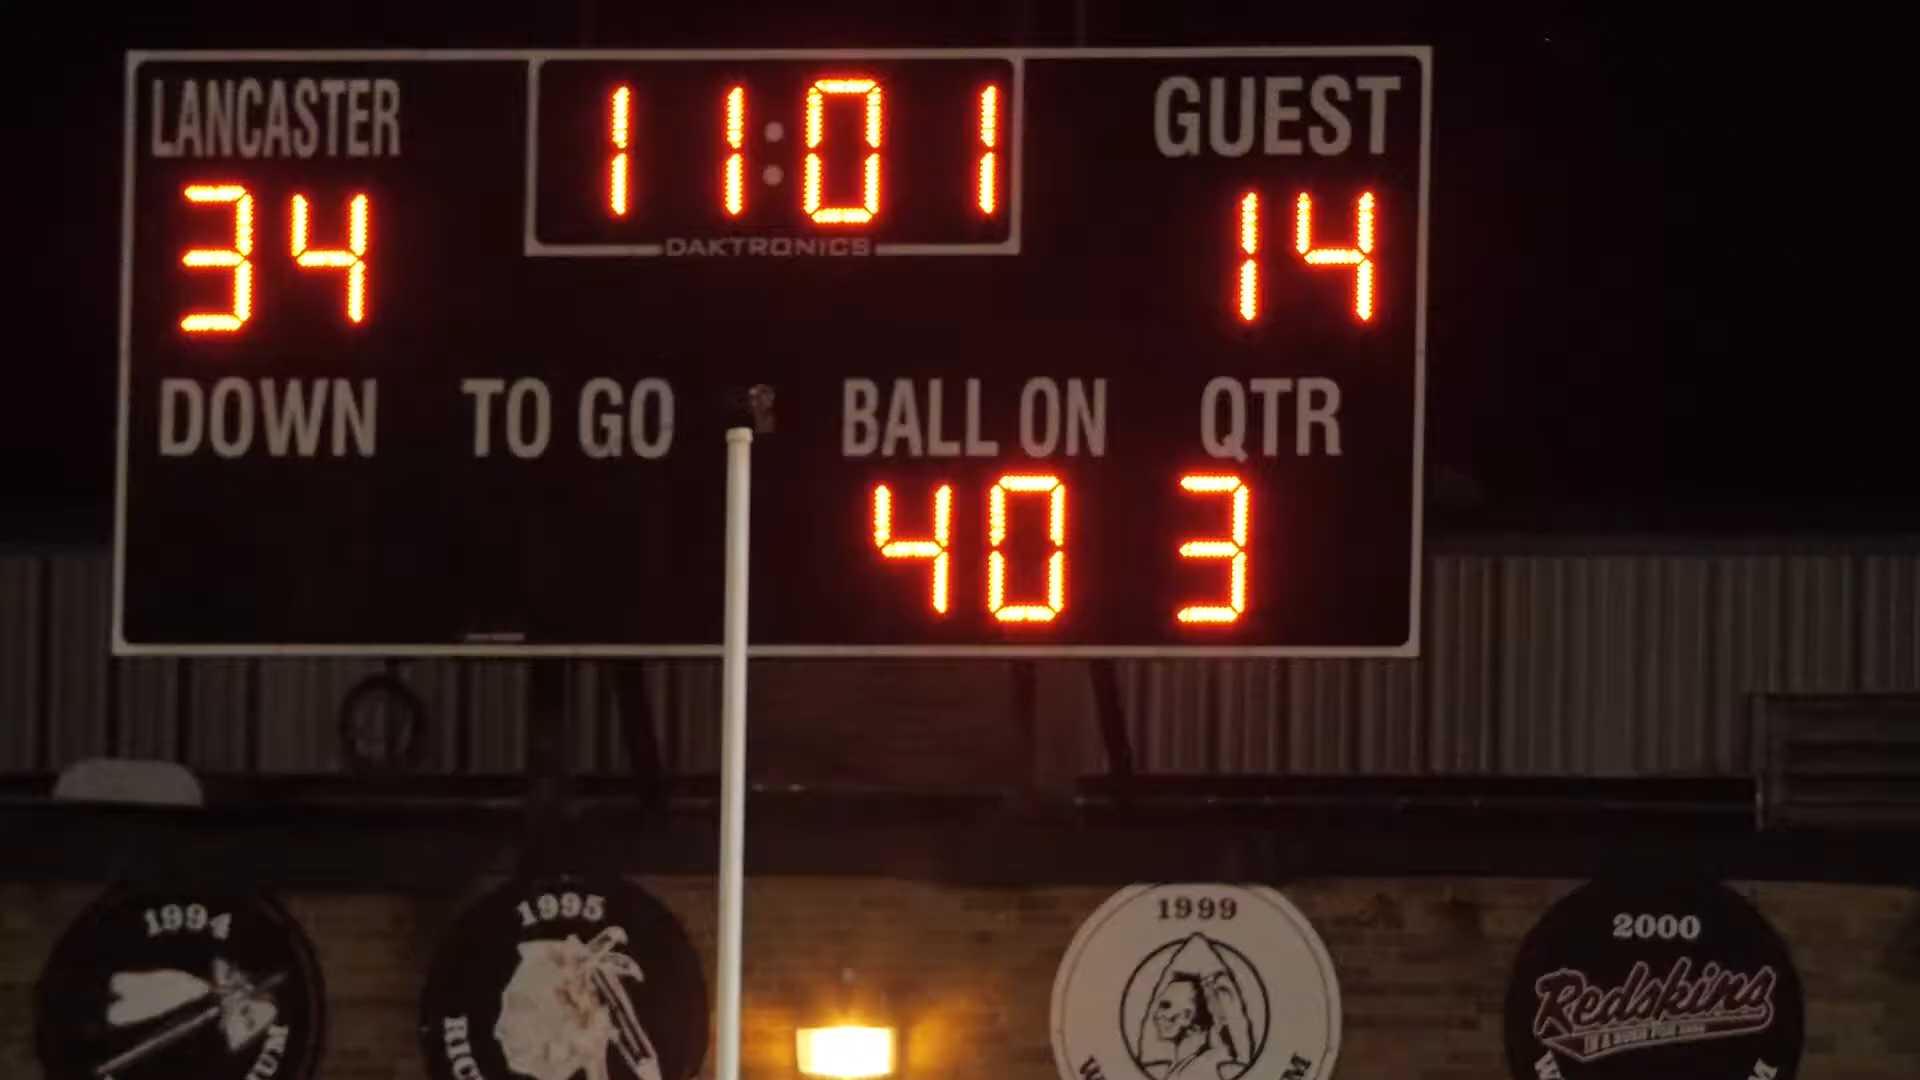 LANCASTER
11:01
GUEST
34
DAKTRONICS
14
DOWN
TO GO
BALL ON
QTR
40
3
1994
1995
1999
2000
Redskins